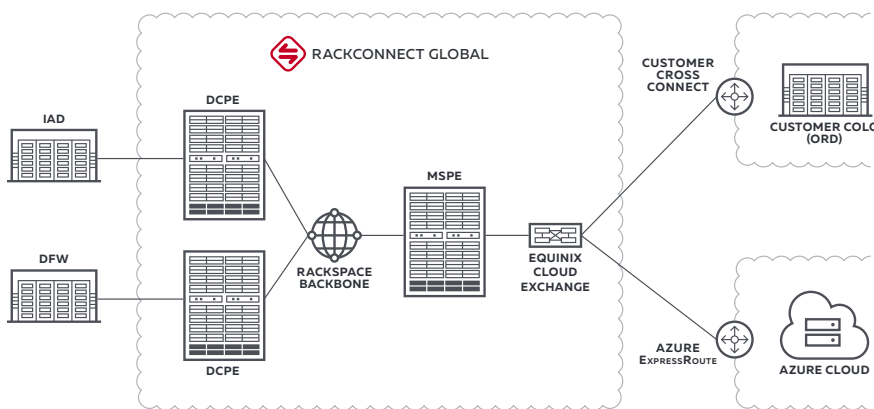 RACKCONNECT GLOBAL
CUSTOMER
CROSS
CONNECT
DCPE
IAD
CUSTOMER COLO
(ORD)
MSPE
DFW
RACKSPACE
BACKBONE
EQUINIX
CLOUD
EXCHANGE
AZURE
EXPRESSROUTE
DCPE
AZURE CLOUD